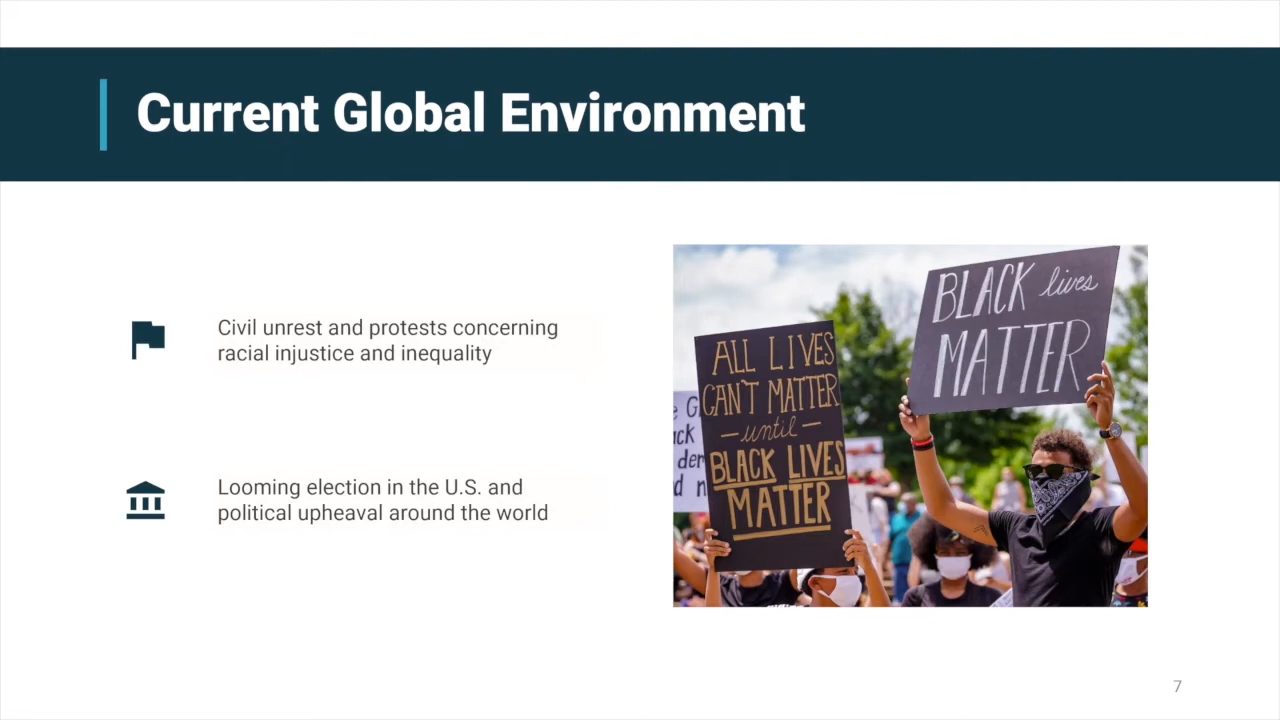 Current Global Environment
Civil unrest and protests concerning
racial injustice and inequality
Looming election in the U.S. and
political upheaval around the world
ALL LIVES
CAN'T MATTER
— until —
BLACK LIVES
MATTER
BLACK lives
MATTER
7